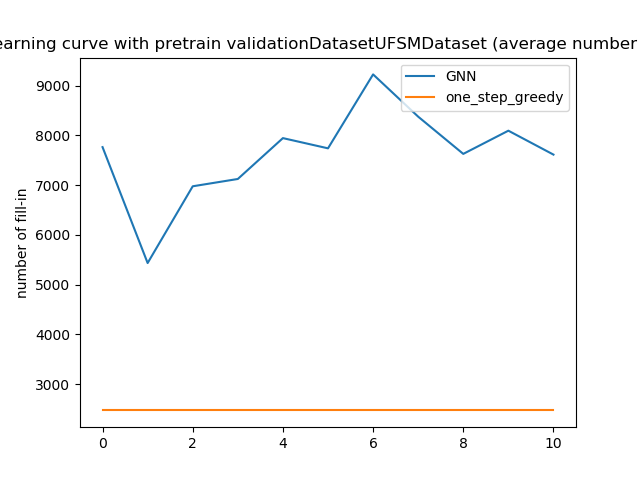 earning curve with pretrain validationDatasetUFSMDataset (average number
GNN
one_step_greedy
number of fill-in
9000
8000
7000
6000
5000
4000
3000
0 2 4 6 8 10